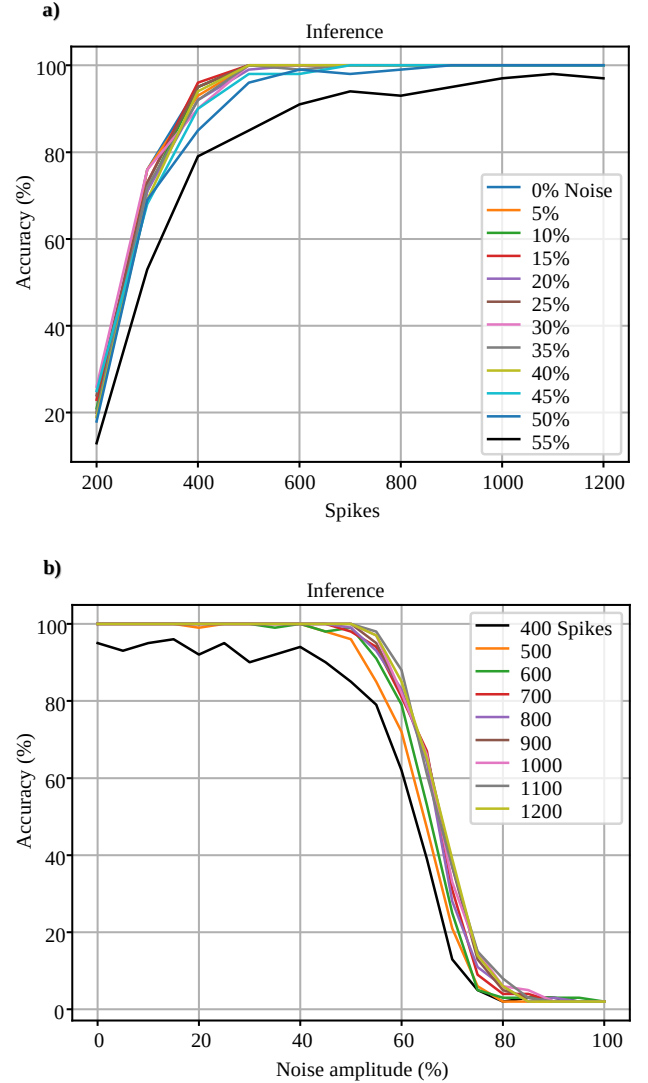 a)
Inference
Accuracy (%)
100
80
60
40
20
200 400 600 800 1000 1200
Spikes
0% Noise
5%
10%
15%
20%
25%
30%
35%
40%
45%
50%
55%
b)
Inference
Accuracy (%)
100
80
60
40
20
0
0 20 40 60 80 100
Noise amplitude (%)
400 Spikes
500
600
700
800
900
1000
1100
1200